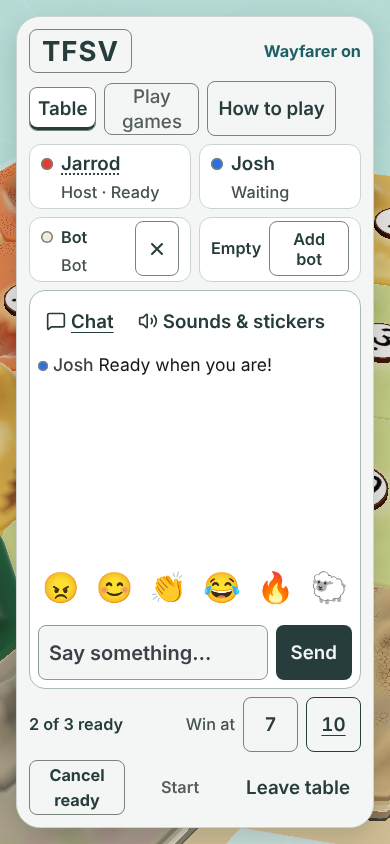 TFSV
Wayfarer on
Table
Play
games
How to play
Jarrod
Host · Ready
Josh
Waiting
Bot
Bot
Empty
Add
bot
Chat
Sounds & stickers
Josh Ready when you are!
Say something...
Send
2 of 3 ready
Win at
7
10
Cancel
ready
Start
Leave table